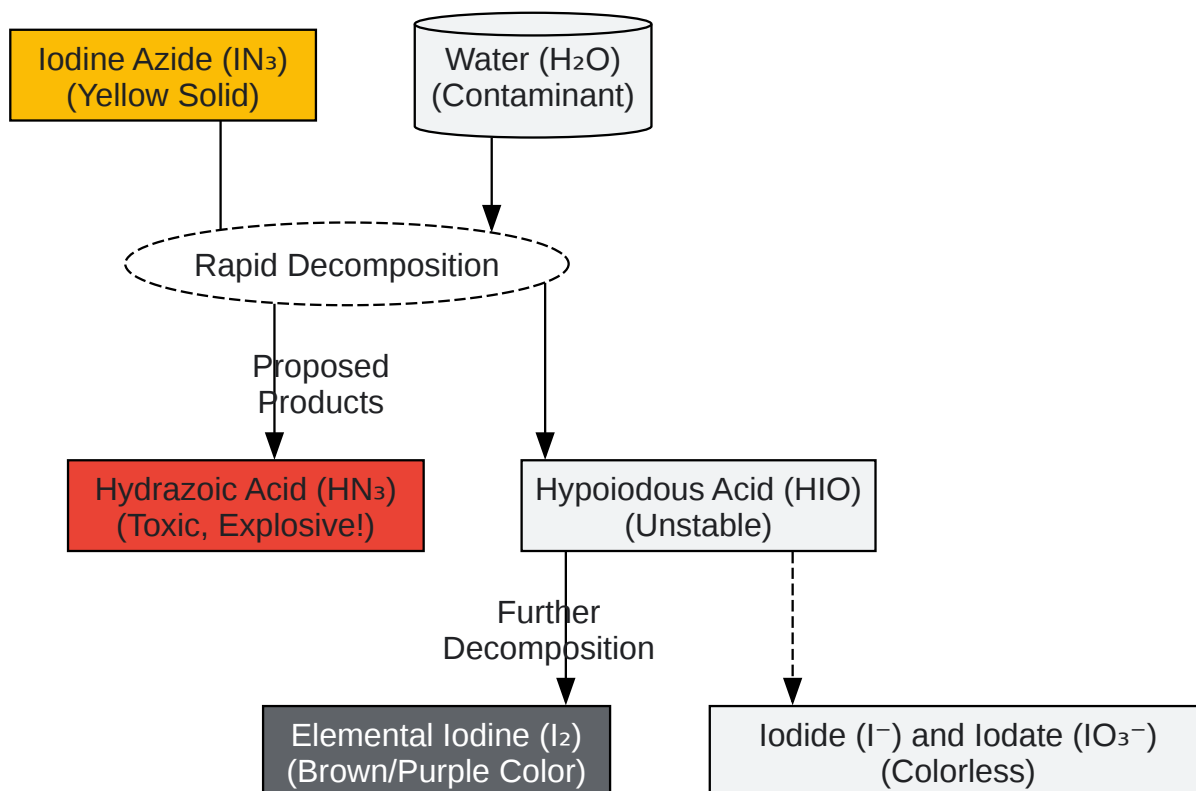 Iodine Azide (IN₃)
(Yellow Solid)
Water (H₂O)
(Contaminant)
Rapid Decomposition
Proposed
Products
Hydrazoic Acid (HN₃)
(Toxic, Explosive!)
Hypoiodous Acid (HIO)
(Unstable)
Further
Decomposition
Elemental Iodine (I₂)
(Brown/Purple Color)
Iodide (I⁻) and Iodate (IO₃⁻)
(Colorless)